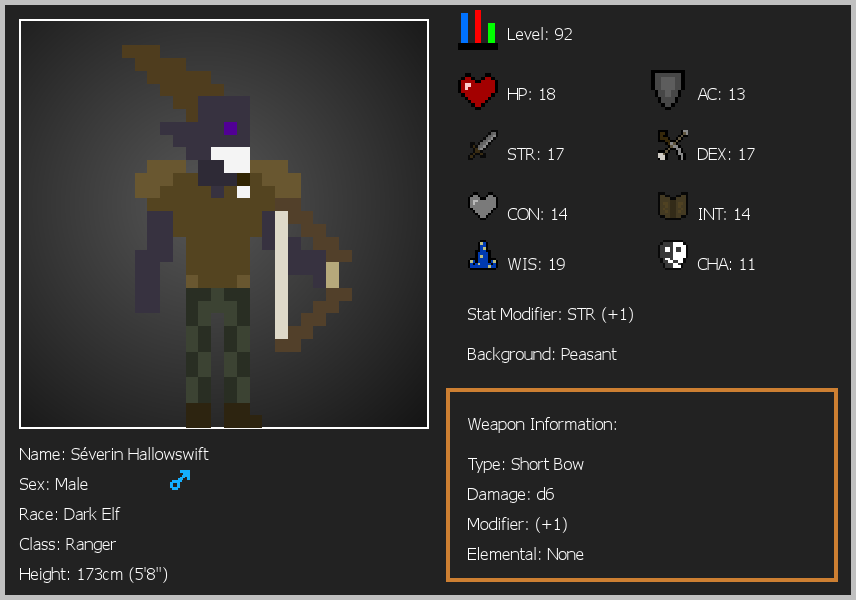 Level: 92
HP: 18
AC: 13
STR: 17
DEX: 17
CON: 14
INT: 14
WIS: 19
CHA: 11
Stat Modifier: STR (+1)
Background: Peasant
Weapon Information:
Type: Short Bow
Damage: d6
Modifier: (+1)
Elemental: None
Name: Séverin Hallowswift
Sex: Male
Race: Dark Elf
Class: Ranger
Height: 173cm (5'8")